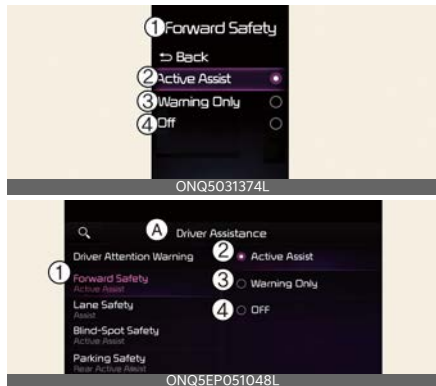 ① Forward Safety
Back
② Active Assist
③ Warning Only
④ Off
ONQ5031374L
Ⓐ Driver Assistance
Driver Attention Warning
② Active Assist
① Forward Safety
Active Assist
③ Warning Only
Lane Safety
Assist
④ OFF
Blind-Spot Safety
Active Assist
Parking Safety
Rear Active Assist
ONQ5EP051048L